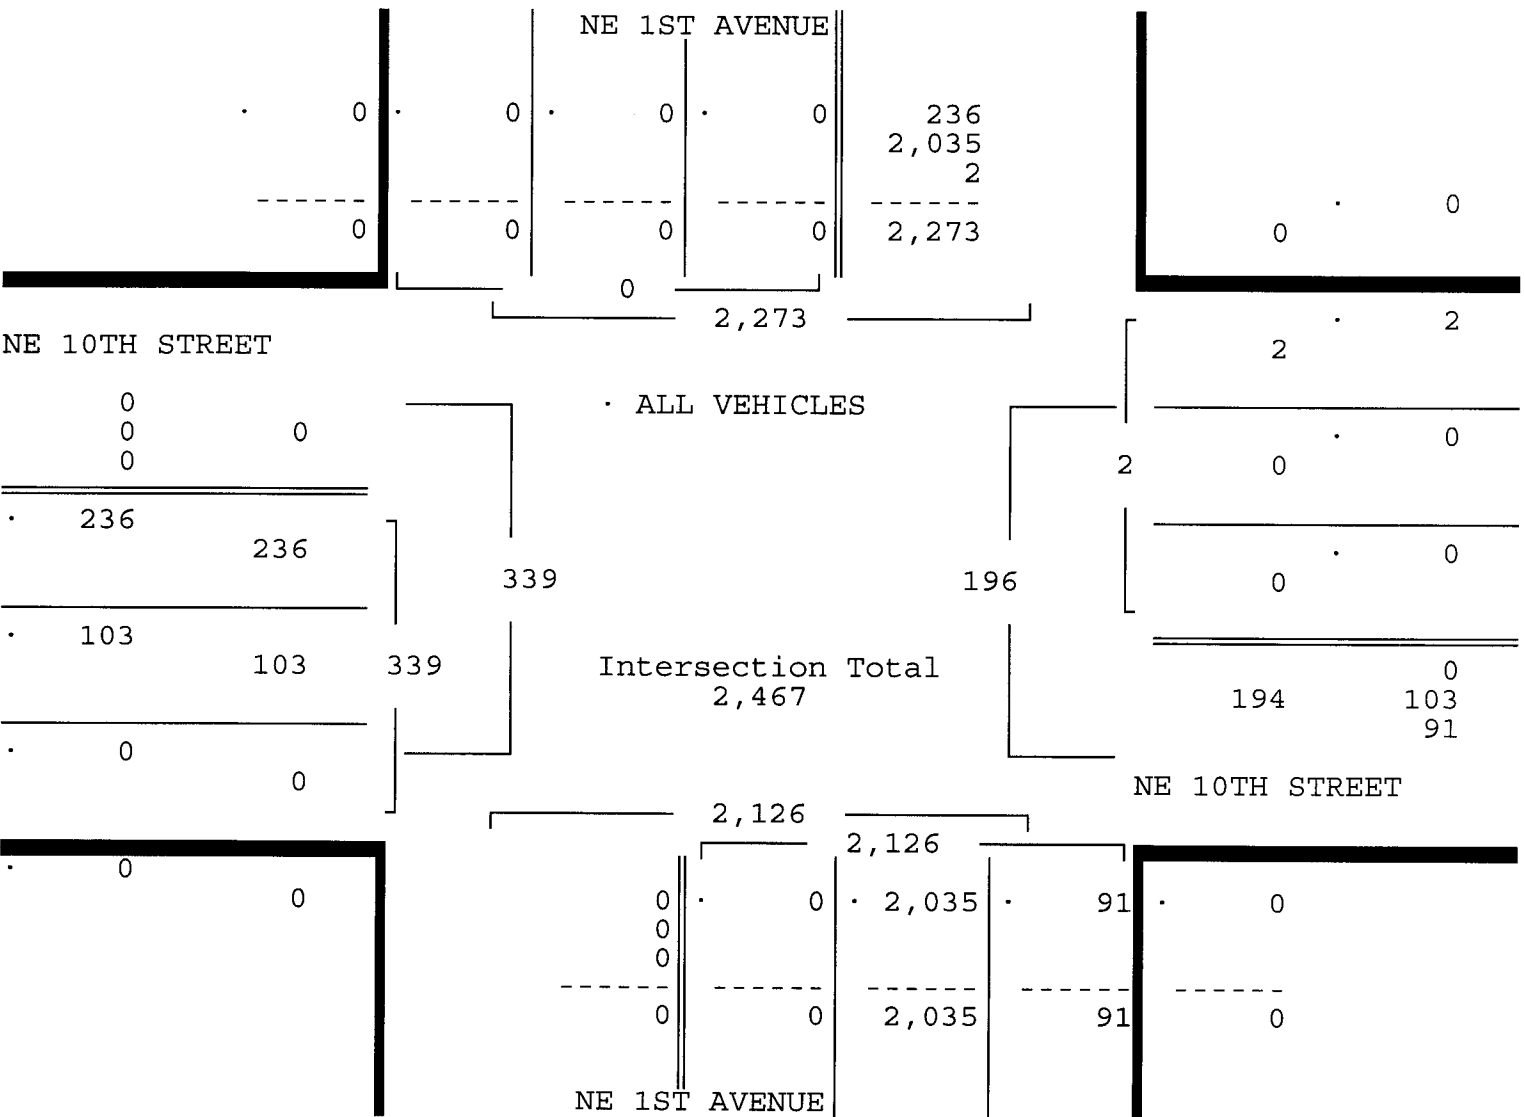 NE 1ST AVENUE
· 0 · 0 · 0 · 0 236
2,035
2
------ ------ ------ ------ ------
0 0 0 0 2,273
· 0
0
0
2,273
NE 10TH STREET
· 2
2
0
· ALL VEHICLES
0 0
· 0
0
2 0
· 236
236
· 0
339 196 0
· 103
103 339 Intersection Total 0
2,467 194 103
91
· 0
0
NE 10TH STREET
2,126
2,126
· 0
0
0 · 0 · 2,035 · 91 · 0
0
0
------ ------ ------ ------ ------
0 0 2,035 91 0
NE 1ST AVENUE